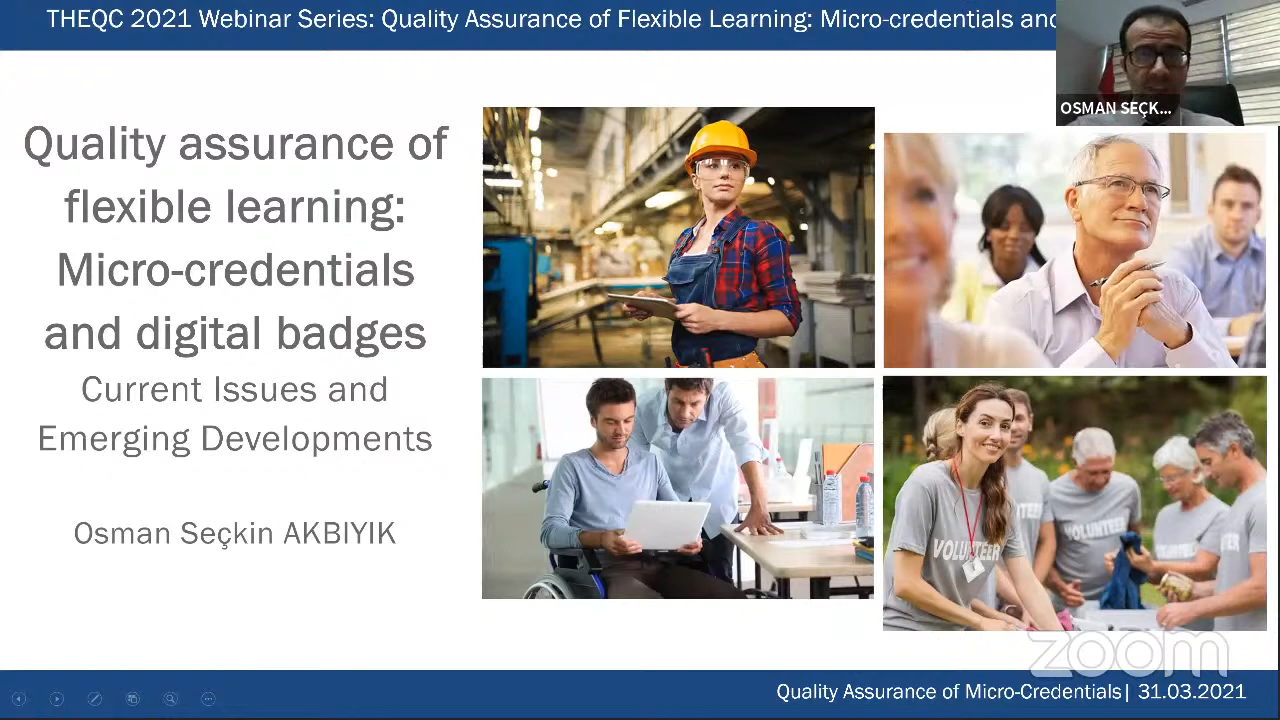 THEQC 2021 Webinar Series: Quality Assurance of Flexible Learning: Micro-credentials and
OSMAN SEÇK...
Quality assurance of
flexible learning:
Micro-credentials
and digital badges
Current Issues and
Emerging Developments
Osman Seçkin AKBIYIK
VOLUNTEER
VOLUNTEER
zoom
Quality Assurance of Micro-Credentials| 31.03.2021